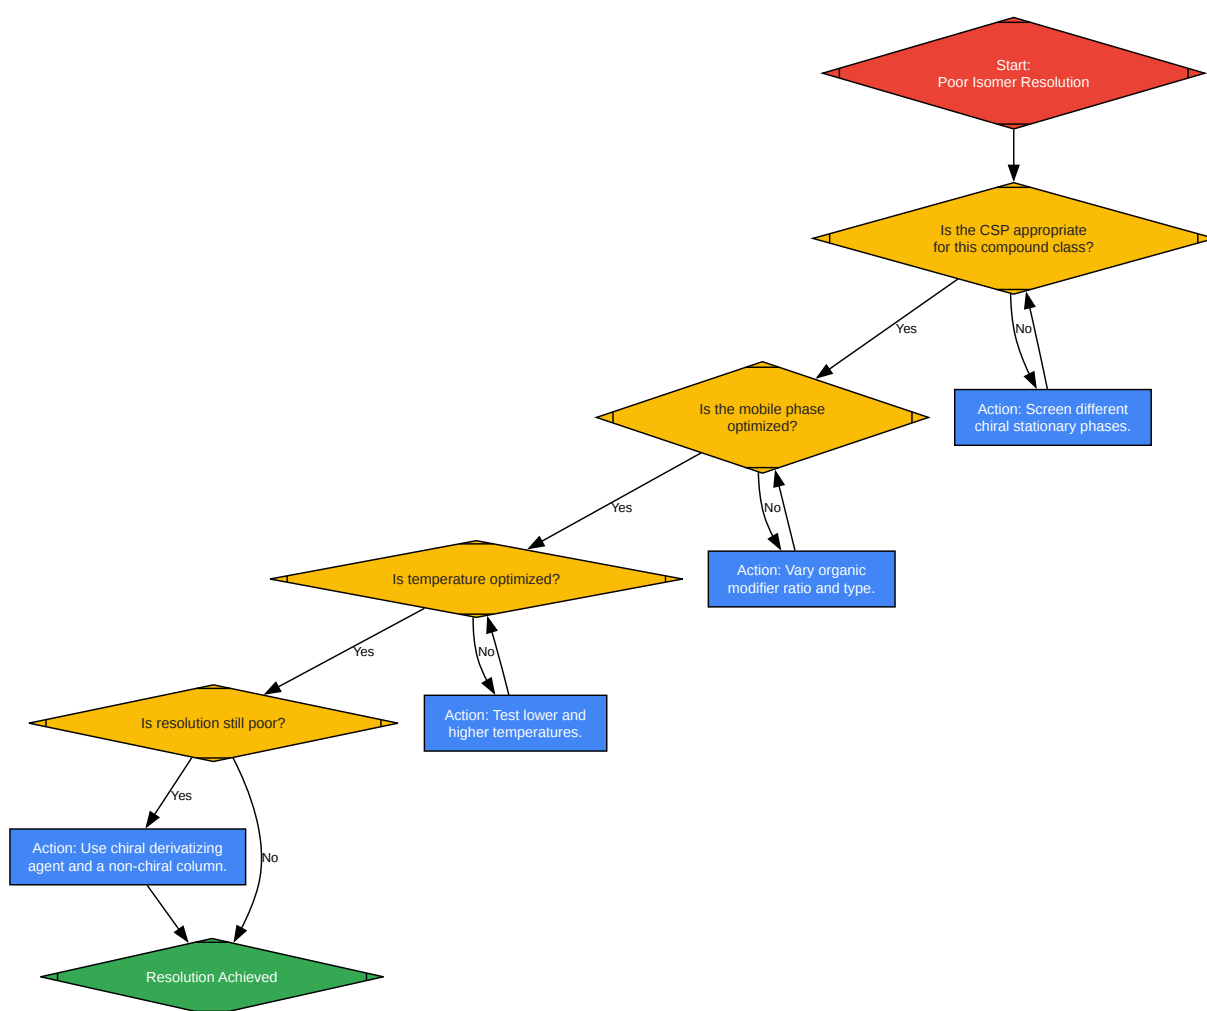 Start:
Poor Isomer Resolution
Is the CSP appropriate
for this compound class?
Yes
No
Action: Screen different
chiral stationary phases.
Is the mobile phase
optimized?
Yes
No
Action: Vary organic
modifier ratio and type.
Is temperature optimized?
Yes
No
Action: Test lower and
higher temperatures.
Is resolution still poor?
Yes
No
Action: Use chiral derivatizing
agent and a non-chiral column.
Resolution Achieved